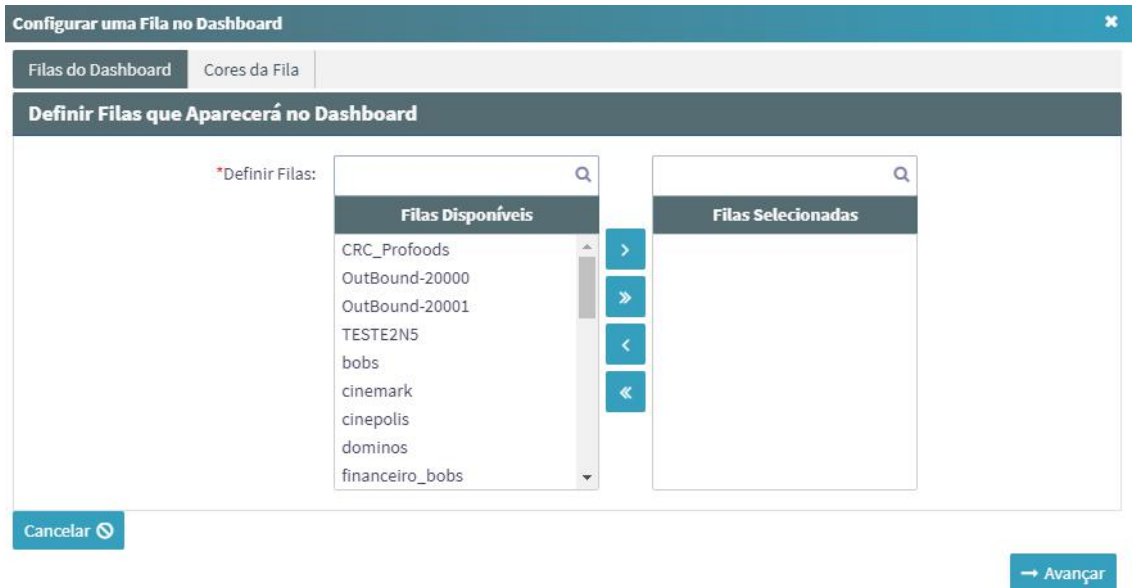 Configurar uma Fila no Dashboard
Filas do Dashboard
Cores da Fila
Definir Filas que Aparecerá no Dashboard
*Definir Filas:
Filas Disponíveis
CRC_Profoods
OutBound-20000
OutBound-20001
TESTE2N5
bobs
cinemark
cinepolis
dominos
financeiro_bobs
Filas Selecionadas
Cancelar
Avançar